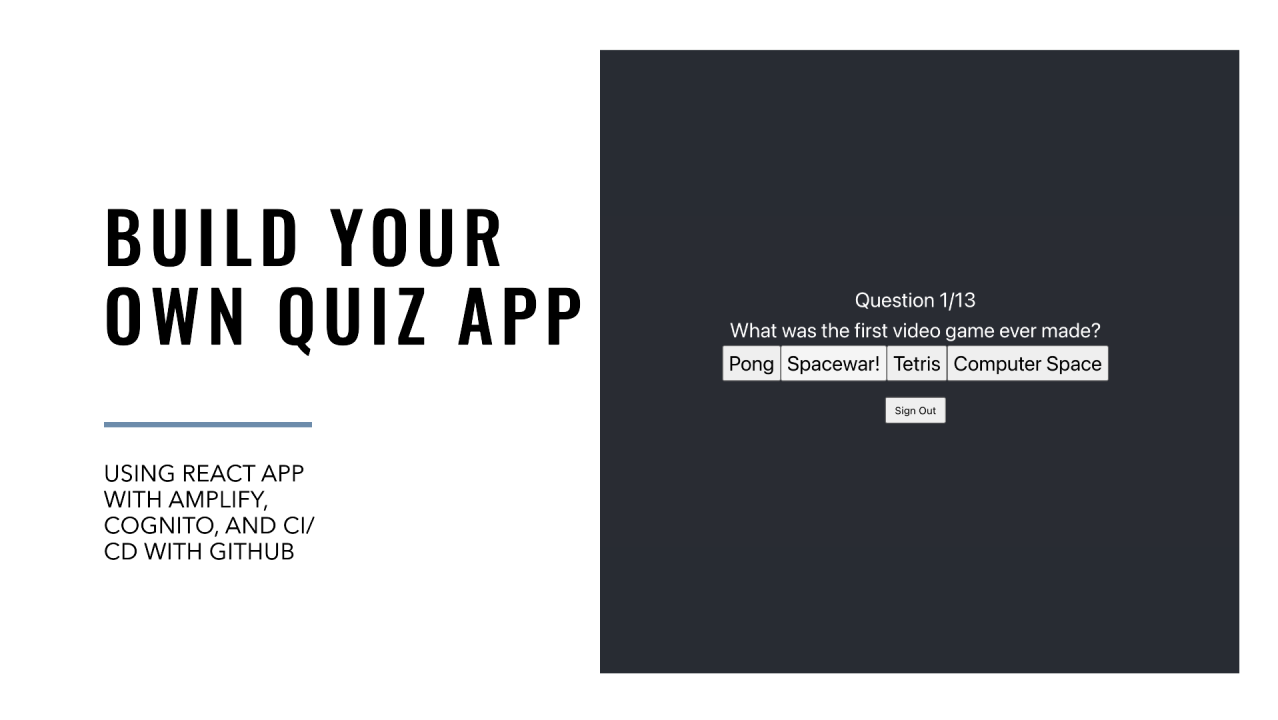 BUILD YOUR
OWN QUIZ APP
USING REACT APP
WITH AMPLIFY,
COGNITO, AND CI/
CD WITH GITHUB
Question 1/13
What was the first video game ever made?
Pong Spacewar! Tetris Computer Space
Sign Out